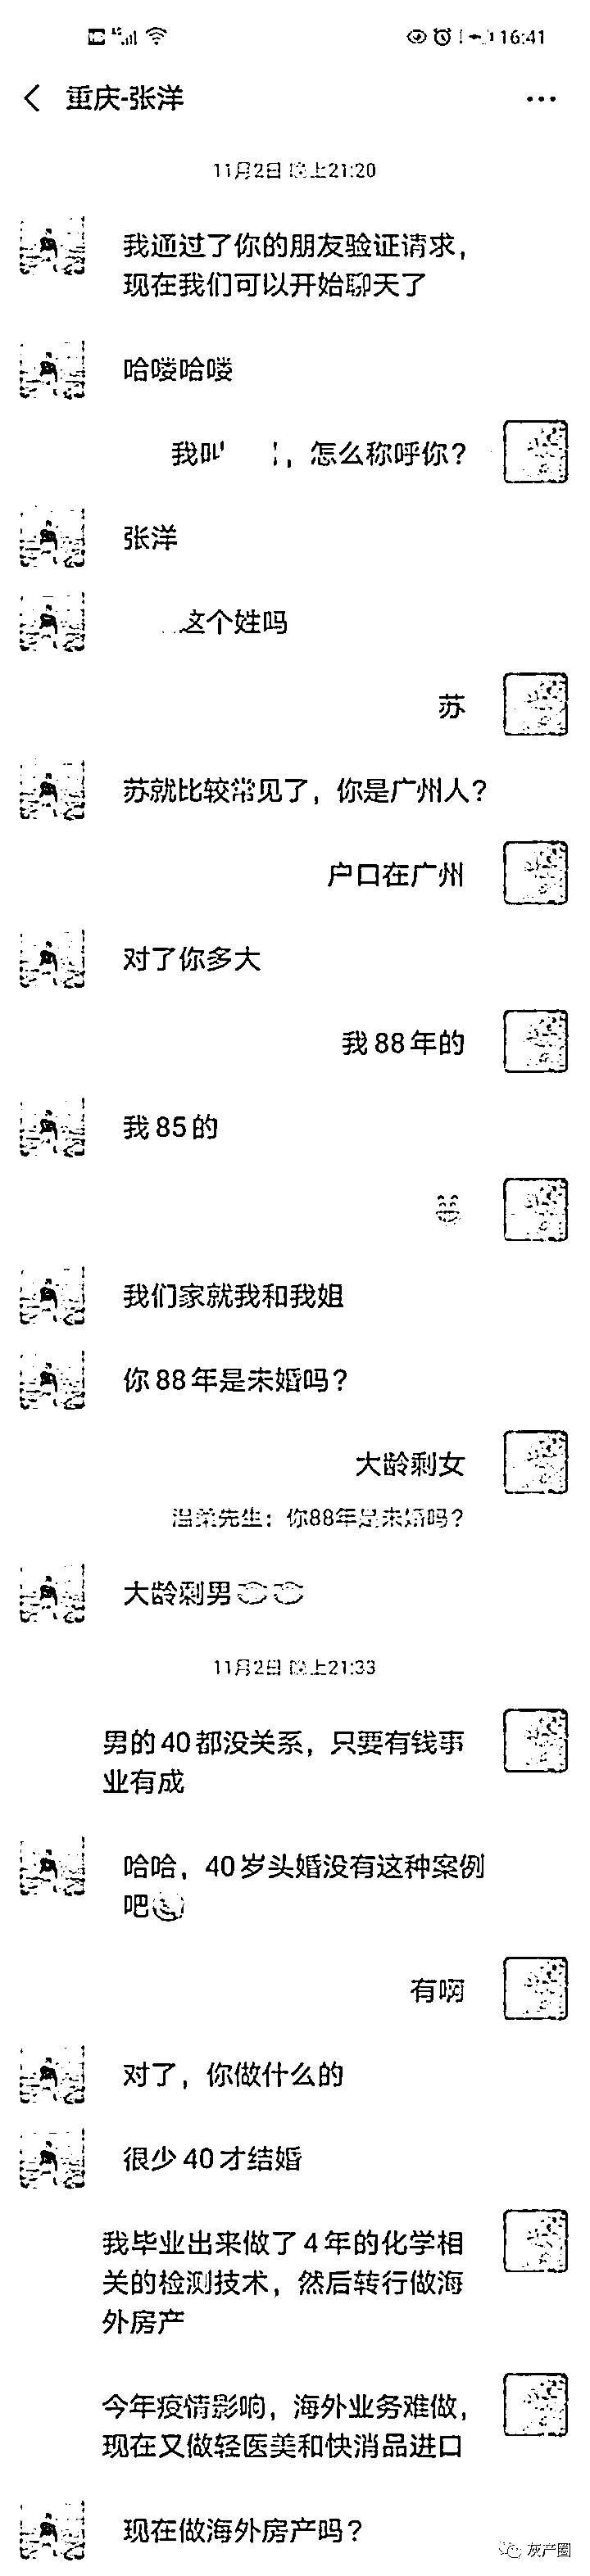 16:41
重庆-张洋
11月2日 晚上21:20
我通过了你的朋友验证请求，
现在我们可以开始聊天了
哈喽哈喽
我叫，怎么称呼你？
张洋
这个姓吗
苏
苏就比较常见了，你是广州人？
户口在广州
对了你多大
我88年的
我85的
我们家就我和我姐
你88年是未婚吗？
大龄剩女
温柔先生：你88年是未婚吗？
大龄剩男
11月2日 晚上21:33
男的40都没关系，只要有钱事
业有成
哈哈，40岁头婚没有这种案例
吧
有啊
对了，你做什么的
很少40才结婚
我毕业出来做了4年的化学相
关的检测技术，然后转行做海
外房产
今年疫情影响，海外业务难做，
现在又做轻医美和快消品进口
现在做海外房产吗？
灰产圈